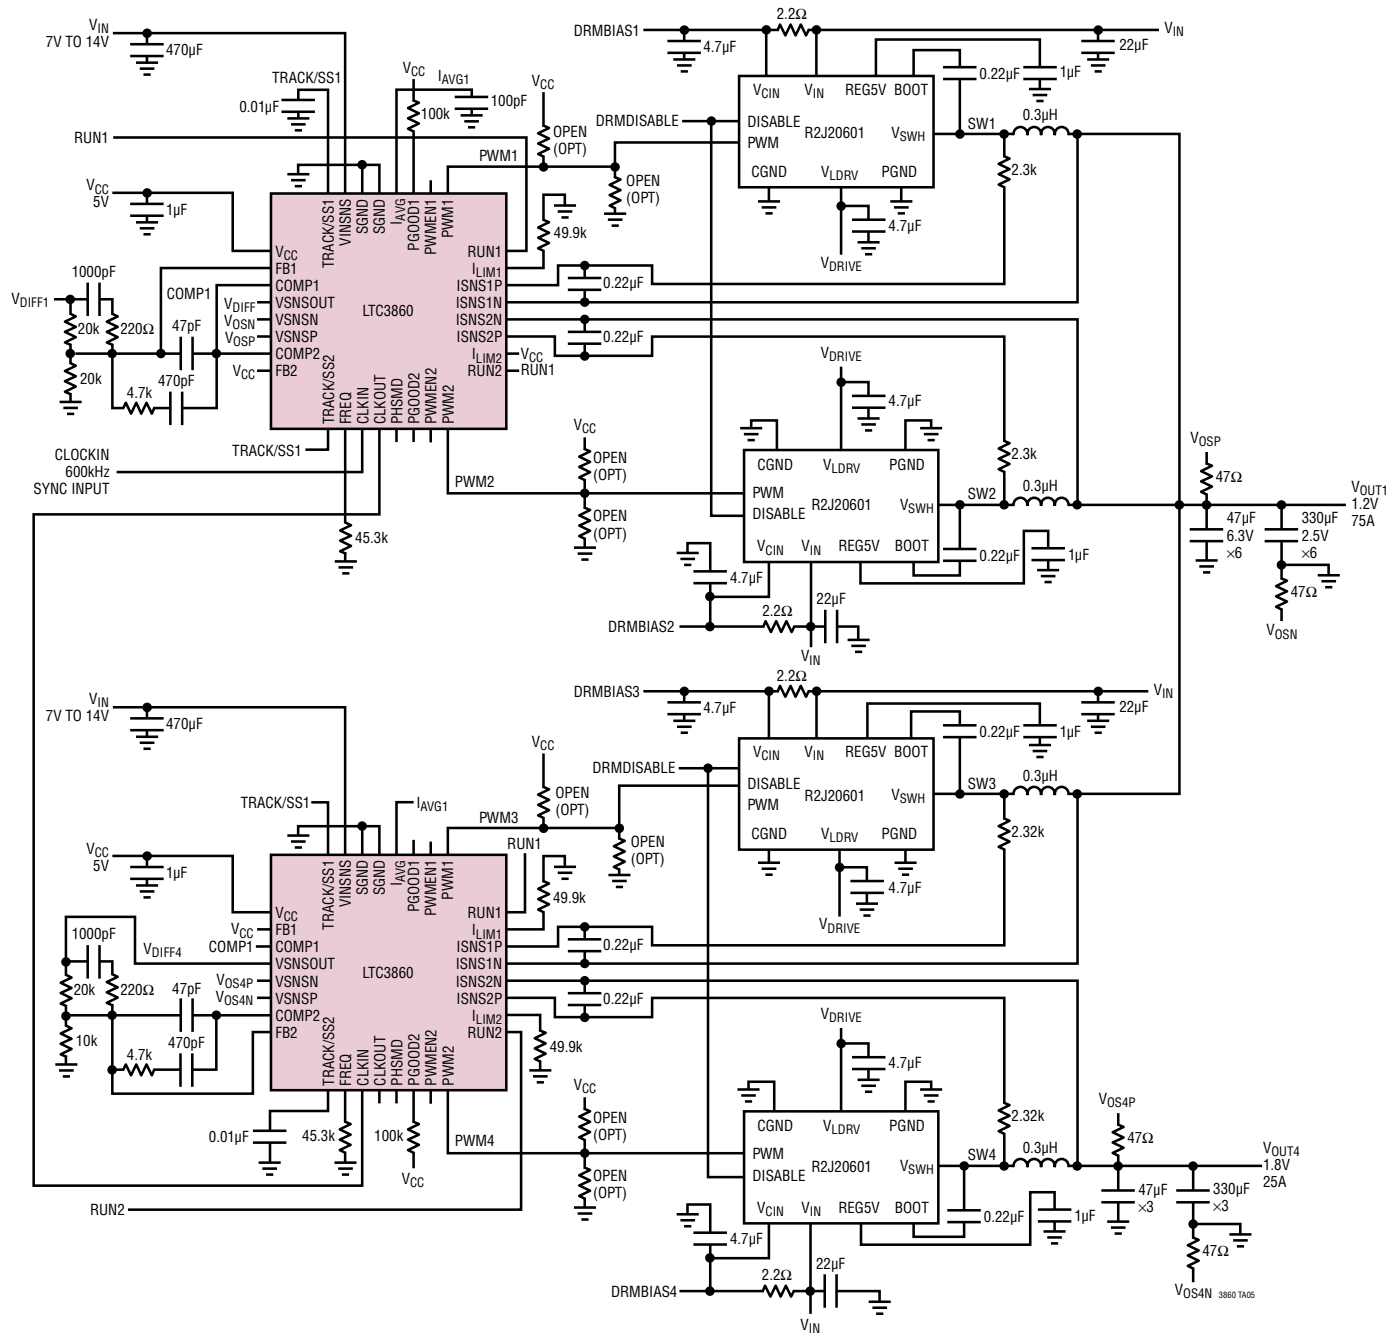 VIN
7V TO 14V
470µF
TRACK/SS1
0.01µF
RUN1
VCC
100k
IAVG1
100pF
VCC
OPEN
(OPT)
PWM1
OPEN
(OPT)
VCC
5V
1µF
49.9k
TRACK/SS1
VINSNS
SGND
SGND
IAVG
PGOOD1
PWMEN1
PWM1
VCC
FB1
COMP1
VSNSOUT
VSNSN
VSNSP
COMP2
FB2
LTC3860
RUN1
ILIM1
ISNS1P
ISNS1N
ISNS2N
ISNS2P
ILIM2
RUN2
TRACK/SS2
FREQ
CLKIN
CLKOUT
PHSMD
PGOOD2
PWMEN2
PWM2
1000pF
VDIFF1
20k
220Ω
COMP1
47pF
VDIFF
VOSN
VOSP
20k
4.7k
470pF
VCC
0.22µF
0.22µF
VCC
RUN1
TRACK/SS1
CLOCKIN
600kHz
SYNC INPUT
45.3k
PWM2
VCC
OPEN
(OPT)
OPEN
(OPT)
DRMBIAS1
4.7µF
2.2Ω
VIN
22µF
VCIN
VIN
REG5V
BOOT
DISABLE
PWM
R2J20601
VSWH
CGND
VLDRV
PGND
DRMDISABLE
0.22µF
1µF
SW1
0.3µH
2.3k
4.7µF
VDRIVE
VDRIVE
4.7µF
CGND
VLDRV
PGND
PWM
DISABLE
R2J20601
VSWH
VCIN
VIN
REG5V
BOOT
2.3k
SW2
0.3µH
0.22µF
1µF
4.7µF
2.2Ω
22µF
DRMBIAS2
VIN
VOSP
47Ω
47µF
6.3V
×6
330µF
2.5V
×6
47Ω
VOSN
VOUT1
1.2V
75A
VIN
7V TO 14V
470µF
TRACK/SS1
IAVG1
VCC
OPEN
(OPT)
PWM3
OPEN
(OPT)
RUN1
VCC
5V
1µF
49.9k
TRACK/SS1
VINSNS
SGND
SGND
IAVG
PGOOD1
PWMEN1
PWM1
VCC
FB1
COMP1
VSNSOUT
VSNSN
VSNSP
COMP2
FB2
LTC3860
RUN1
ILIM1
ISNS1P
ISNS1N
ISNS2N
ISNS2P
ILIM2
RUN2
TRACK/SS2
FREQ
CLKIN
CLKOUT
PHSMD
PGOOD2
PWMEN2
PWM2
VCC
COMP1
1000pF
VDIFF4
20k
220Ω
47pF
VOS4P
VOS4N
10k
4.7k
470pF
0.22µF
0.22µF
49.9k
0.01µF
45.3k
100k
VCC
PWM4
VCC
OPEN
(OPT)
OPEN
(OPT)
RUN2
DRMBIAS3
4.7µF
2.2Ω
VIN
22µF
VCIN
VIN
REG5V
BOOT
DISABLE
PWM
R2J20601
VSWH
CGND
VLDRV
PGND
DRMDISABLE
0.22µF
1µF
SW3
0.3µH
2.32k
4.7µF
VDRIVE
VDRIVE
4.7µF
CGND
VLDRV
PGND
PWM
DISABLE
R2J20601
VSWH
VCIN
VIN
REG5V
BOOT
2.32k
SW4
0.3µH
0.22µF
1µF
4.7µF
2.2Ω
22µF
DRMBIAS4
VIN
VOS4P
47Ω
47µF
×3
330µF
×3
47Ω
VOS4N
VOUT4
1.8V
25A
3860 TA05